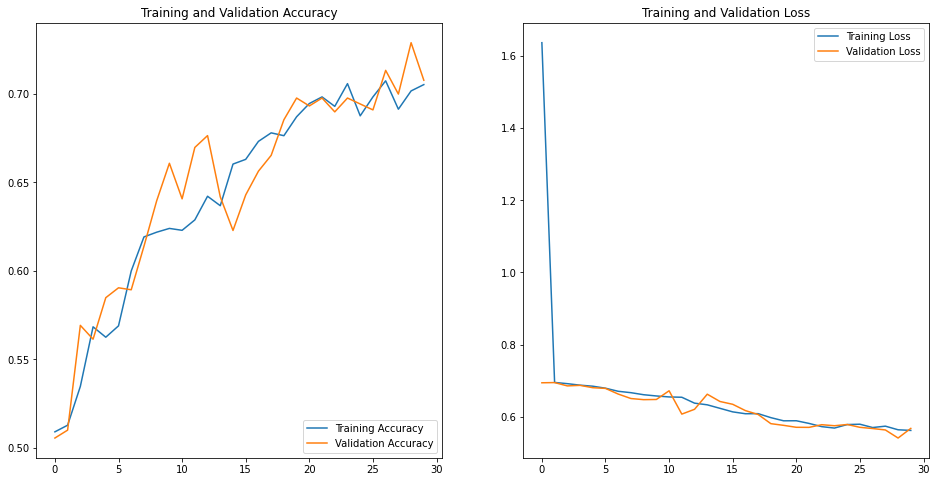 Training and Validation Accuracy
0.70
0.65
0.60
0.55
0.50
0 5 10 15 20 25 30
Training Accuracy
Validation Accuracy
Training and Validation Loss
1.6
1.4
1.2
1.0
0.8
0.6
0 5 10 15 20 25 30
Training Loss
Validation Loss